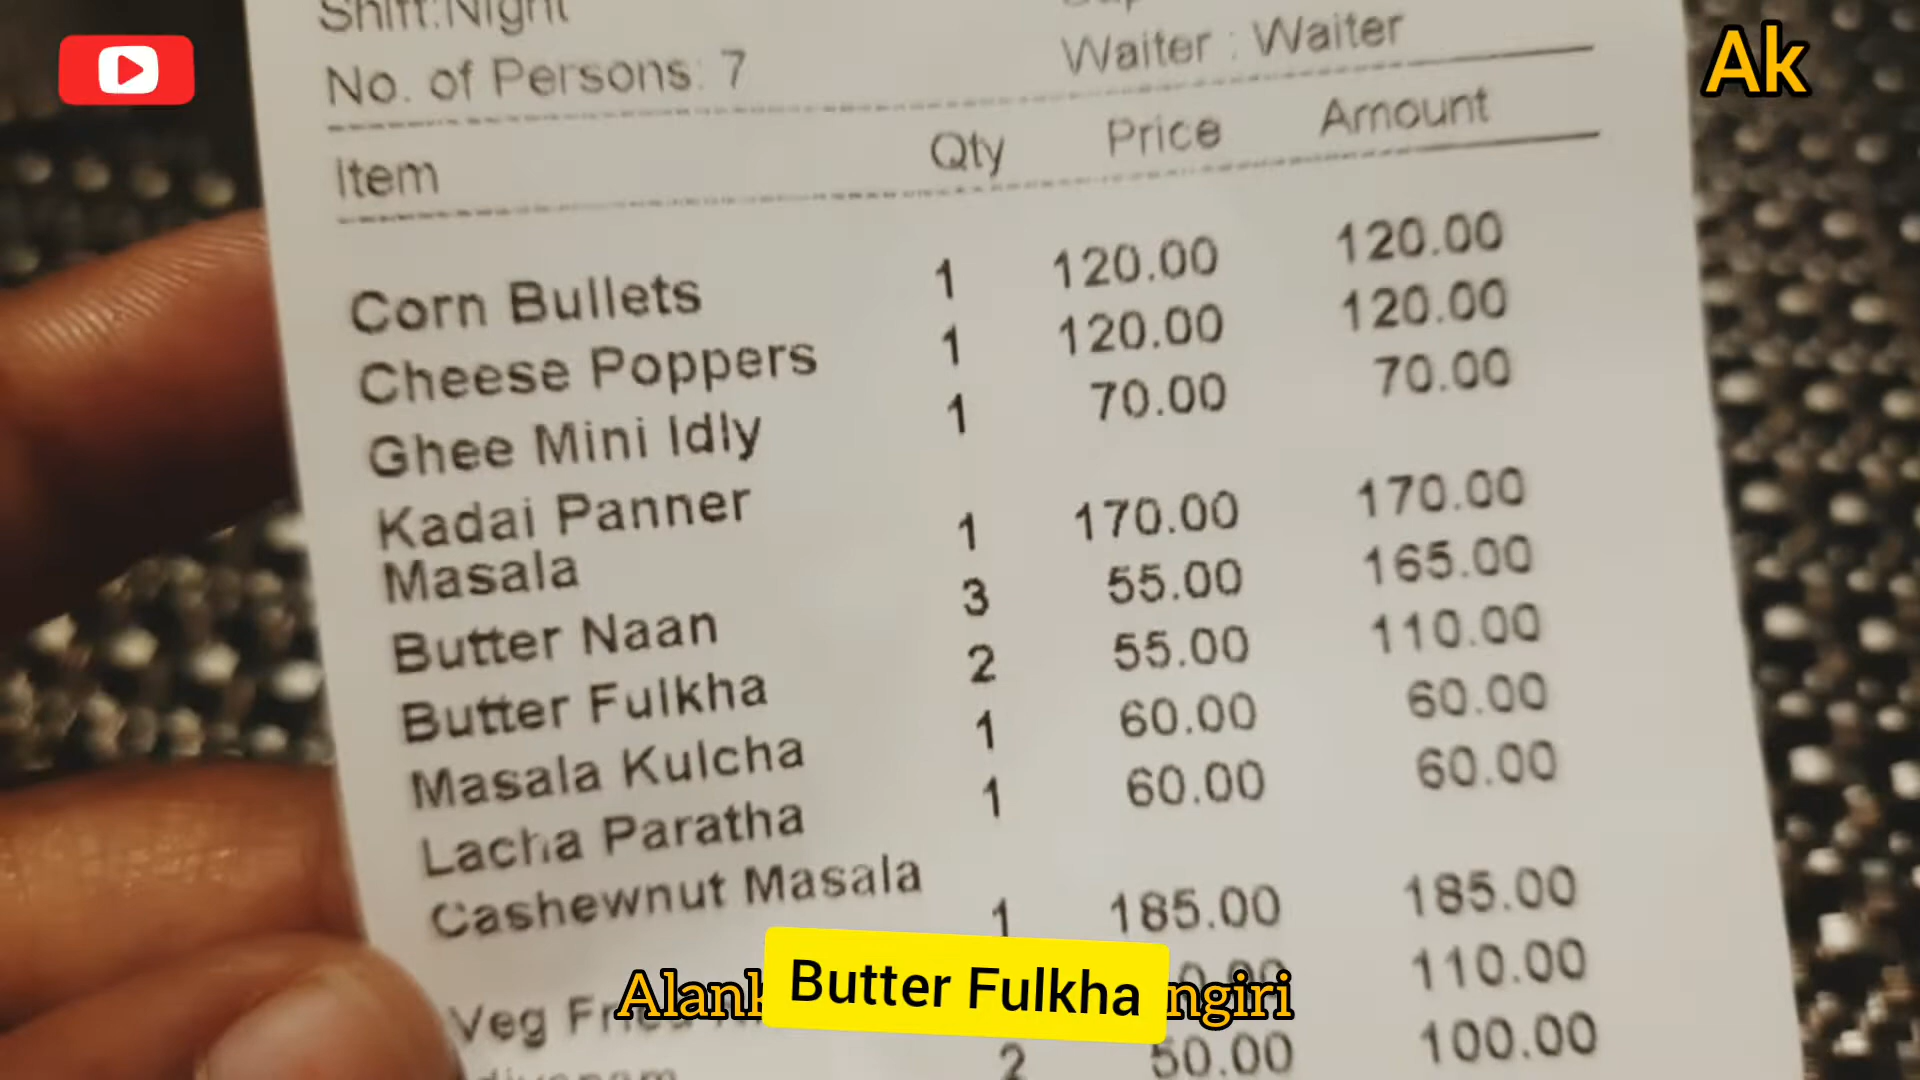 Shift:Night
No. of Persons: 7 Waiter : Waiter
Ak
Item Qty Price Amount
Corn Bullets 1 120.00 120.00
Cheese Poppers 1 120.00 120.00
Ghee Mini Idly 1 70.00 70.00
Kadai Panner
Masala 1 170.00 170.00
Butter Naan 3 55.00 165.00
Butter Fulkha 2 55.00 110.00
Masala Kulcha 1 60.00 60.00
Lacha Paratha 1 60.00 60.00
Cashewnut Masala
1 185.00 185.00
Veg 110.00
2 50.00 100.00
Butter Fulkha